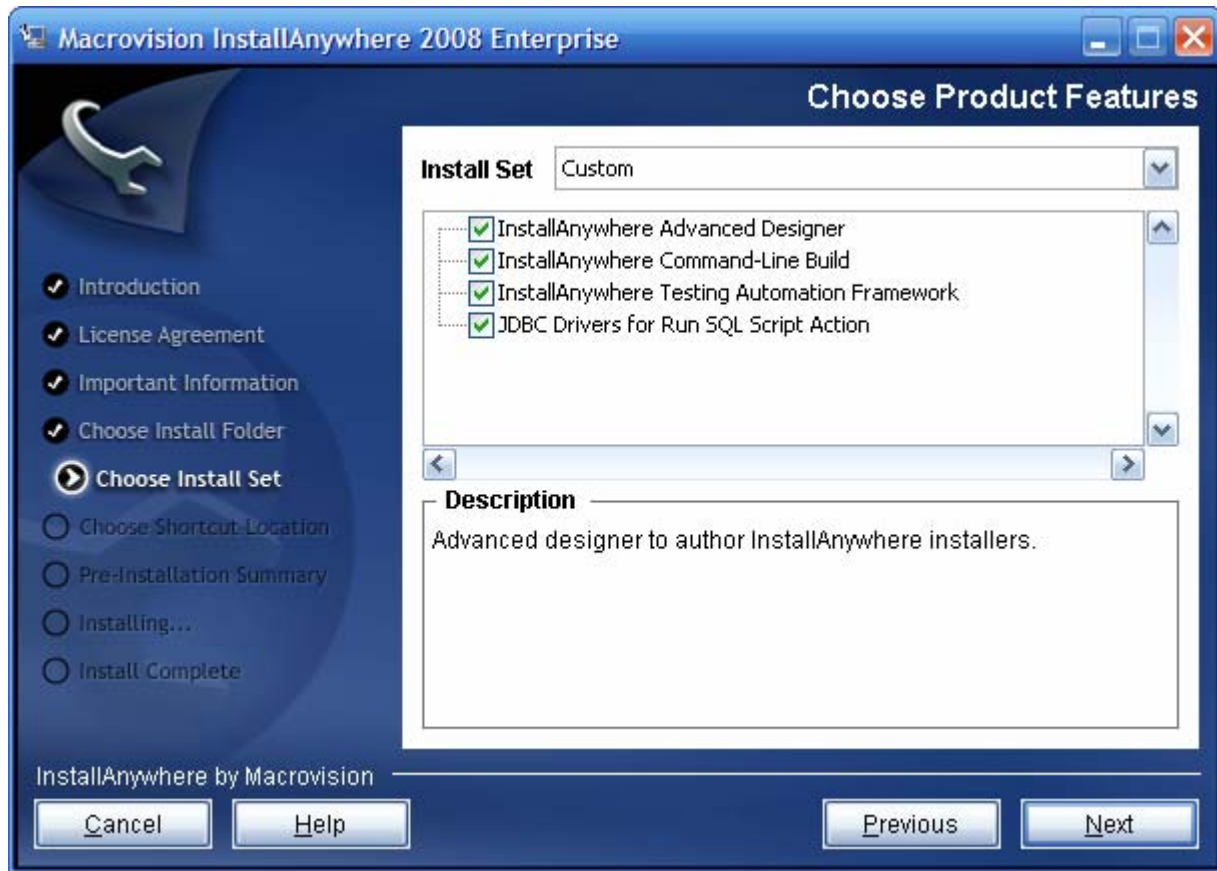 Macrovision InstallAnywhere 2008 Enterprise
Choose Product Features
Introduction
License Agreement
Important Information
Choose Install Folder
Choose Install Set
Choose Shortcut Location
Pre-Installation Summary
Installing...
Install Complete
Install Set
Custom
InstallAnywhere Advanced Designer
InstallAnywhere Command-Line Build
InstallAnywhere Testing Automation Framework
JDBC Drivers for Run SQL Script Action
Description
Advanced designer to author InstallAnywhere installers.
InstallAnywhere by Macrovision
Cancel
Help
Previous
Next